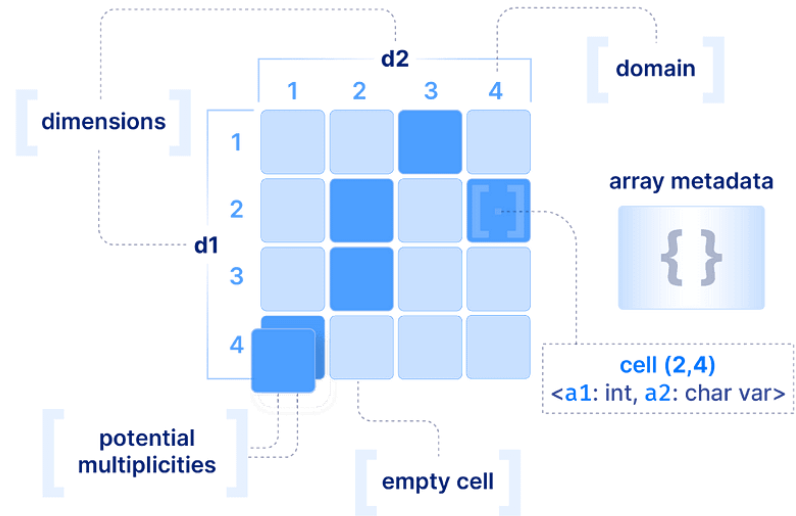 d2
domain
1 2 3 4
dimensions
1
array metadata
2
{ }
d1
3
4
cell (2,4)
<a1: int, a2: char var>
potential
multiplicities
empty cell